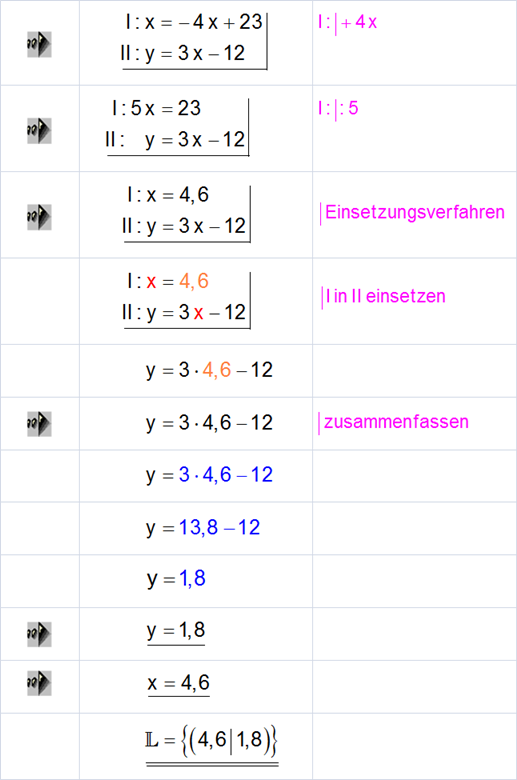 I: x = −4x + 23 I: | + 4x
II: y = 3x − 12
I: 5x = 23 I: | : 5
II: y = 3x − 12
I: x = 4,6
II: y = 3x − 12 | Einsetzungsverfahren
I: x = 4,6
II: y = 3x − 12 | I in II einsetzen
y = 3 · 4,6 − 12
y = 3 · 4,6 − 12 | zusammenfassen
y = 3 · 4,6 − 12
y = 13,8 − 12
y = 1,8
y = 1,8
x = 4,6
𝕃 = {(4,6 | 1,8)}